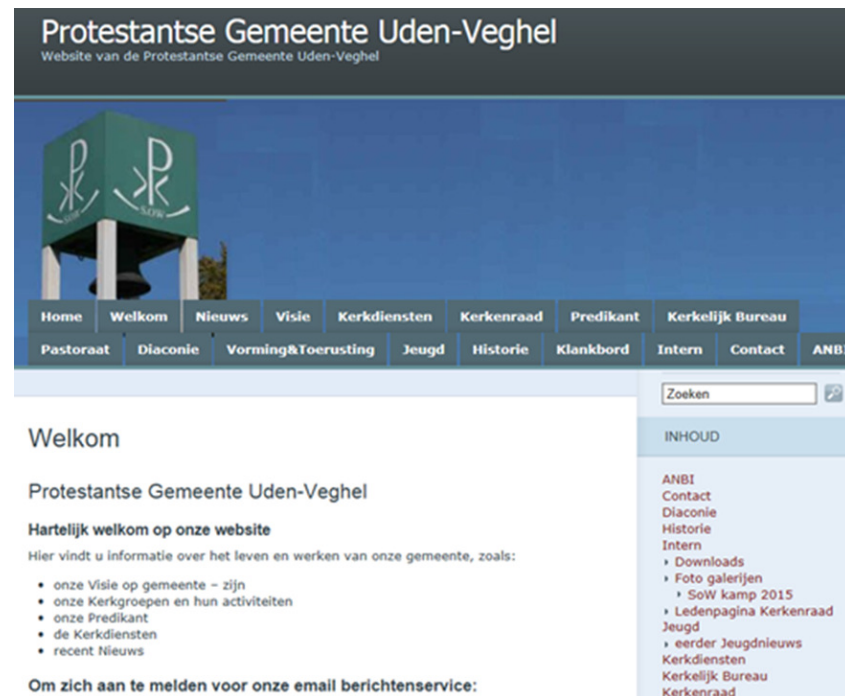 Protestantse Gemeente Uden-Veghel
Website van de Protestantse Gemeente Uden-Veghel
S.O.W.
Home Welkom Nieuws Visie Kerkdiensten Kerkenraad Predikant Kerkelijk Bureau
Pastoraat Diaconie Vorming&Toerusting Jeugd Historie Klankbord Intern Contact ANBI
Zoeken
Welkom
Protestantse Gemeente Uden-Veghel
Hartelijk welkom op onze website
Hier vindt u informatie over het leven en werken van onze gemeente, zoals:
• onze Visie op gemeente – zijn
• onze Kerkgroepen en hun activiteiten
• onze Predikant
• de Kerkdiensten
• recent Nieuws
Om zich aan te melden voor onze email berichtenservice:
INHOUD
ANBI
Contact
Diaconie
Historie
Intern
Downloads
Foto galerijen
SoW kamp 2015
Ledenpagina Kerkenraad
Jeugd
eerder Jeugdnieuws
Kerkdiensten
Kerkelijk Bureau
Kerkenraad